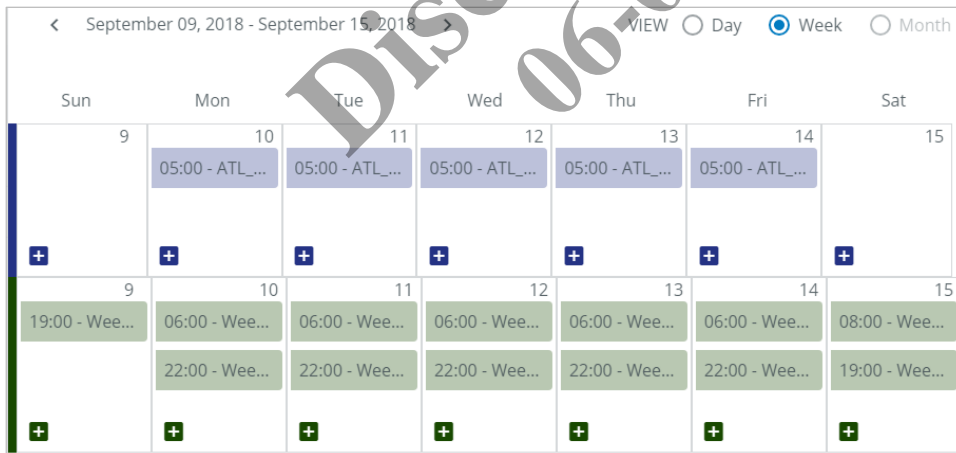 September 09, 2018 - September 15, 2018 VIEW Day Week Month
Sun Mon Tue Wed Thu Fri Sat
9 10 11 12 13 14 15
05:00 - ATL_... 05:00 - ATL_... 05:00 - ATL_... 05:00 - ATL_... 05:00 - ATL_...
9 10 11 12 13 14 15
19:00 - Wee... 06:00 - Wee... 06:00 - Wee... 06:00 - Wee... 06:00 - Wee... 06:00 - Wee... 08:00 - Wee...
22:00 - Wee... 22:00 - Wee... 22:00 - Wee... 22:00 - Wee... 22:00 - Wee... 19:00 - Wee...